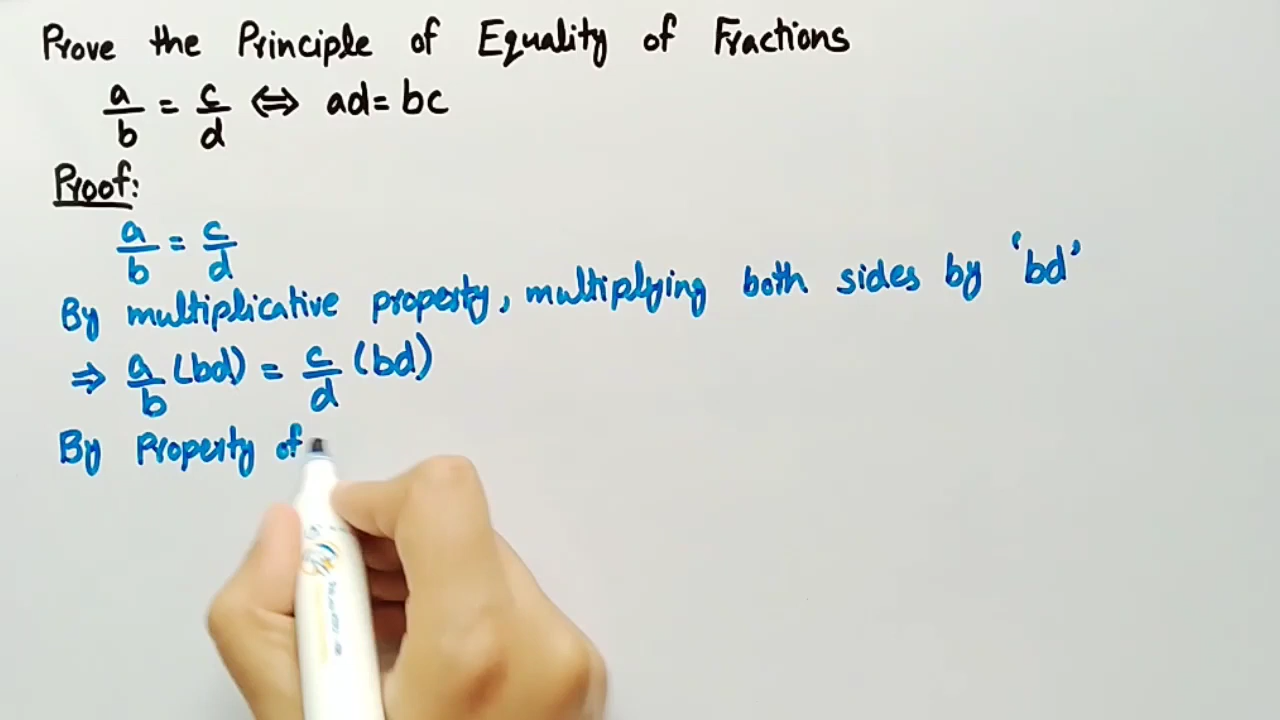 Prove the Principle of Equality of Fractions
a/b = c/d ⇔ ad = bc
Proof:
a/b = c/d
By multiplicative property, multiplying both sides by 'bd'
⇒ a/b (bd) = c/d (bd)
By Property of